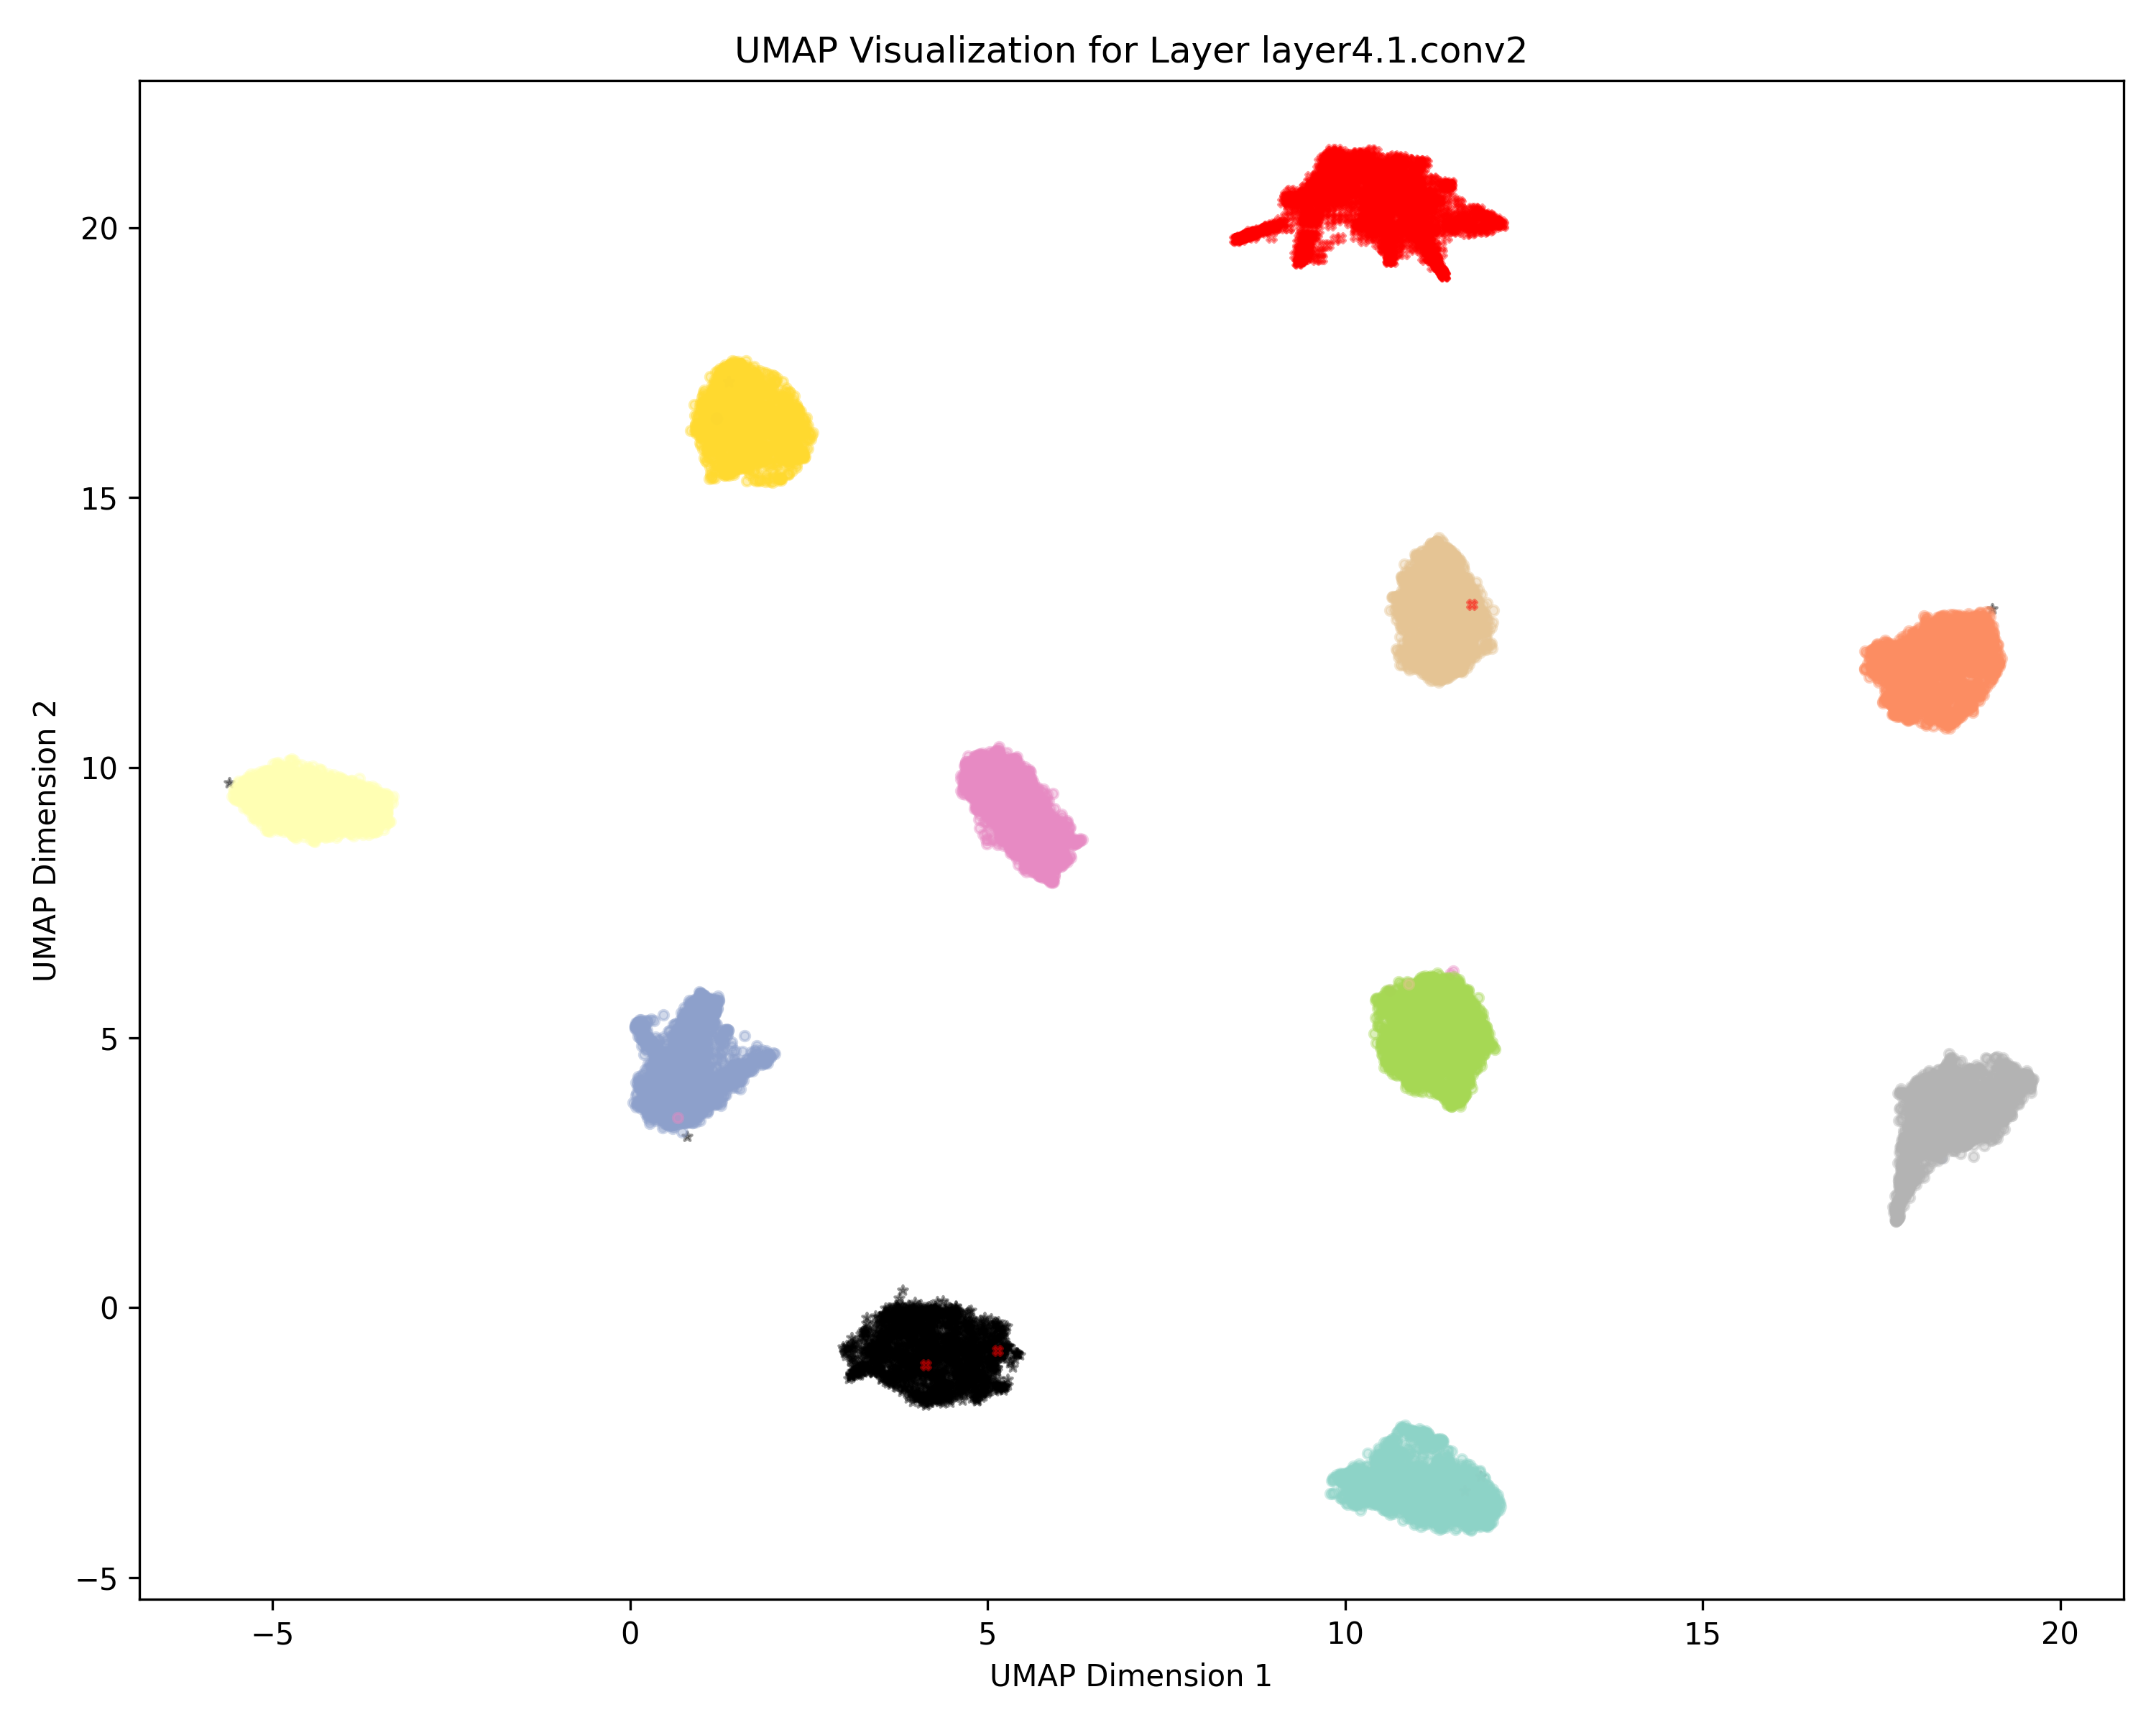 UMAP Visualization for Layer layer4.1.conv2
UMAP Dimension 2
20
15
10
5
0
−5
−5 0 5 10 15 20
UMAP Dimension 1